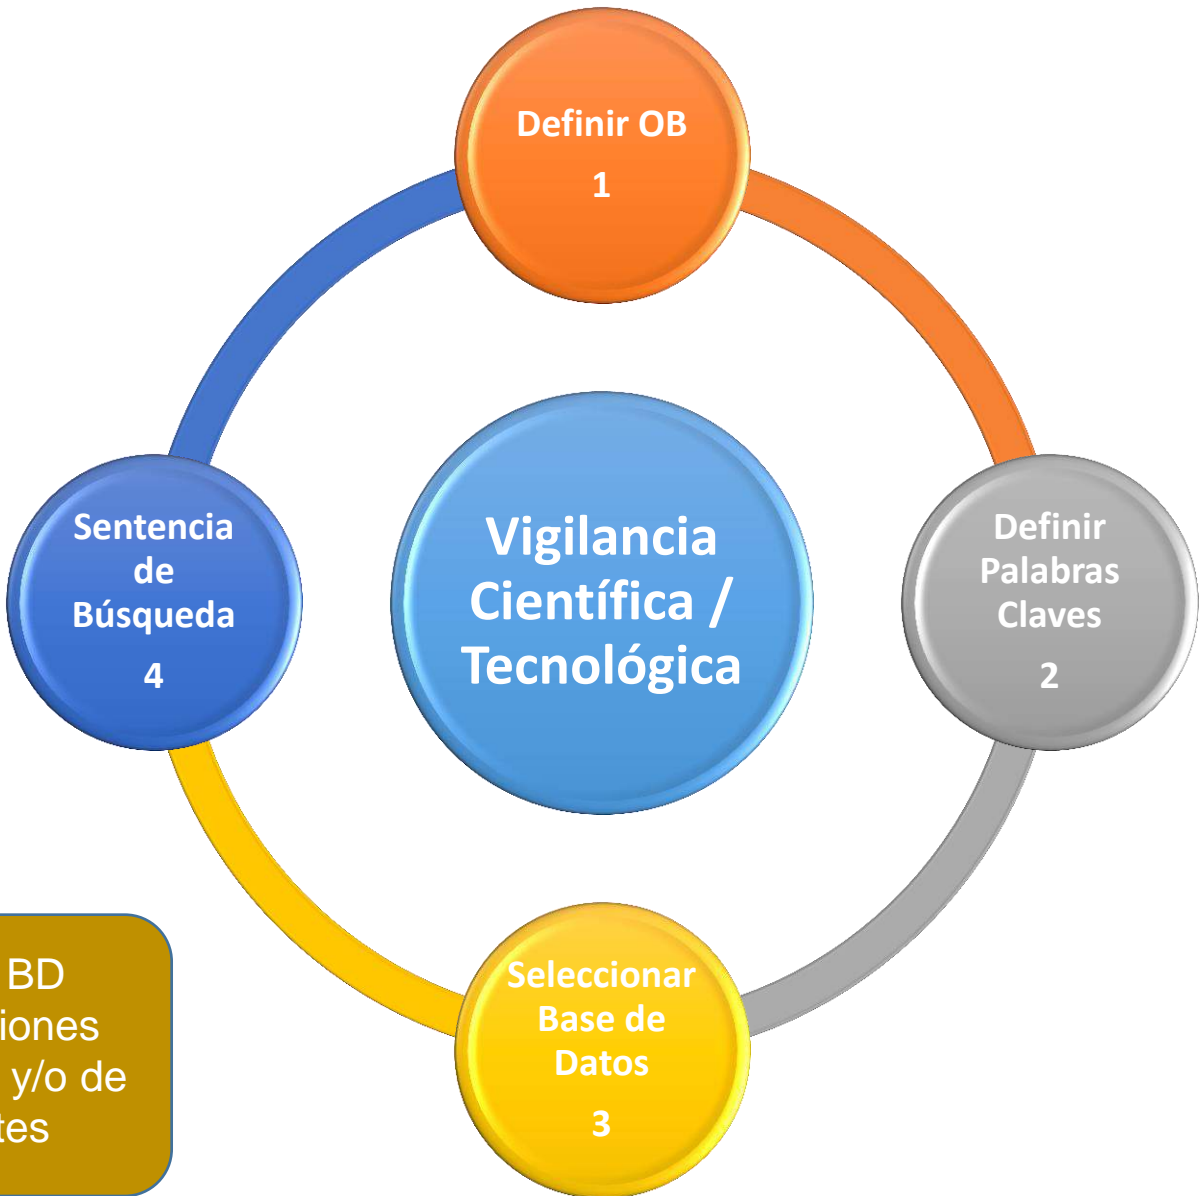 Definir OB
1
Vigilancia
Científica /
Tecnológica
Definir
Palabras
Claves
2
Seleccionar
Base de
Datos
3
Sentencia
de
Búsqueda
4
BD
iones
y/o de
tes